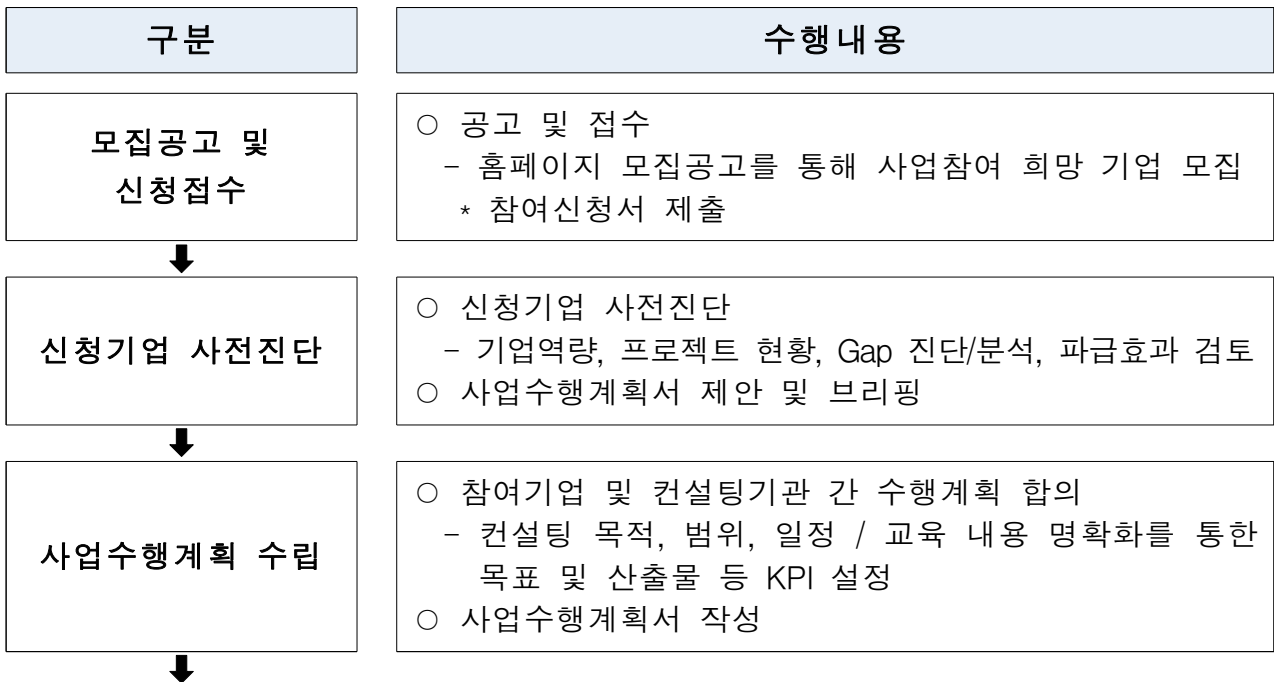 구분
수행내용
모집공고 및
신청접수
○ 공고 및 접수
- 홈페이지 모집공고를 통해 사업참여 희망 기업 모집
* 참여신청서 제출
신청기업 사전진단
○ 신청기업 사전진단
- 기업역량, 프로젝트 현황, Gap 진단/분석, 파급효과 검토
○ 사업수행계획서 제안 및 브리핑
사업수행계획 수립
○ 참여기업 및 컨설팅기관 간 수행계획 합의
- 컨설팅 목적, 범위, 일정 / 교육 내용 명확화를 통한
목표 및 산출물 등 KPI 설정
○ 사업수행계획서 작성